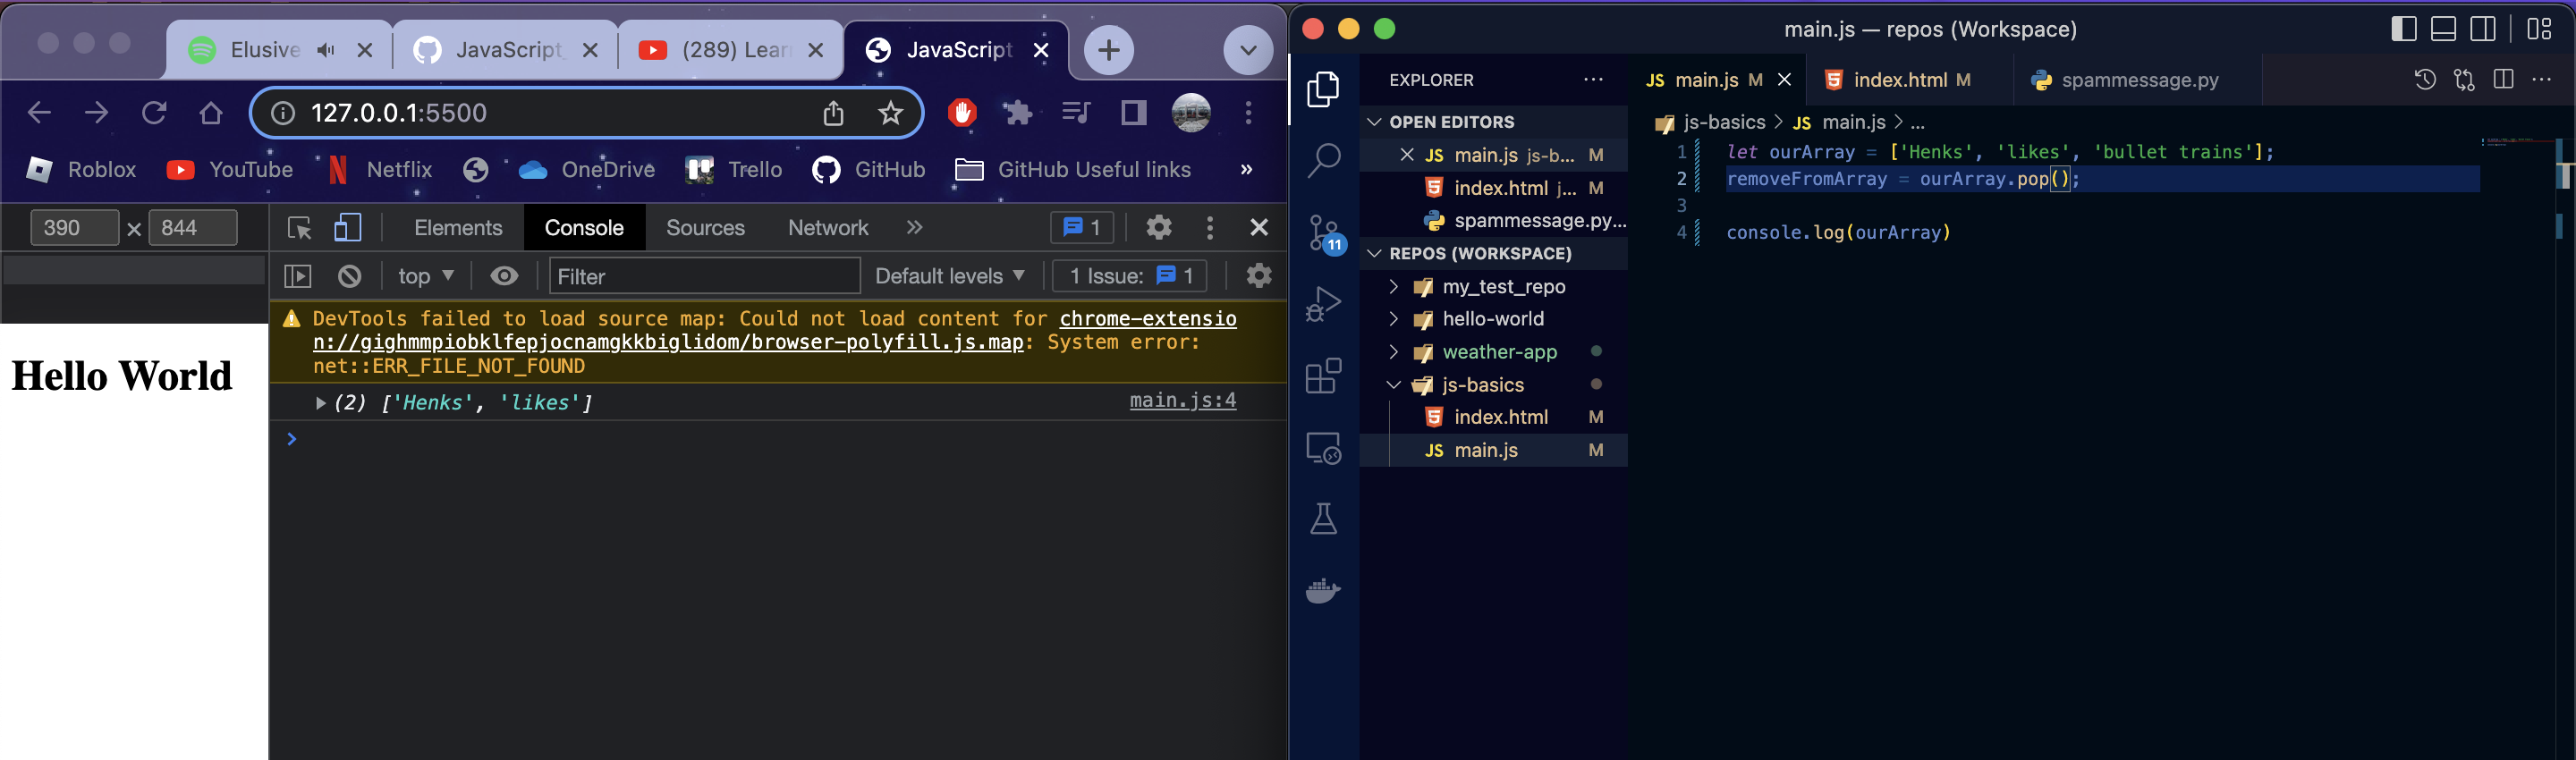 Elusive
JavaScript
(289) Lear
JavaScript
127.0.0.1:5500
Roblox
YouTube
Netflix
OneDrive
Trello
GitHub
GitHub Useful links
»
390 × 844
Elements
Console
Sources
Network
»
1
top
Filter
Default levels
1 Issue: 1
DevTools failed to load source map: Could not load content for chrome-extensio
n://gighmmpiobklfepjocnamgkkbiglidom/browser-polyfill.js.map: System error:
net::ERR_FILE_NOT_FOUND
(2) ['Henks', 'likes'] main.js:4
>
Hello World
main.js — repos (Workspace)
EXPLORER ...
OPEN EDITORS
JS main.js js-b... M
index.html j... M
spammessage.py...
REPOS (WORKSPACE)
my_test_repo
hello-world
weather-app
js-basics
index.html M
JS main.js M
11
JS main.js M
index.html M
spammessage.py
js-basics > JS main.js > ...
1 let ourArray = ['Henks', 'likes', 'bullet trains'];
2 removeFromArray = ourArray.pop();
3
4 console.log(ourArray)